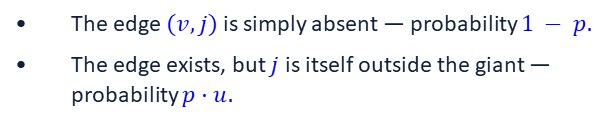 • The edge (v, j) is simply absent — probability 1 − p.
• The edge exists, but j is itself outside the giant —
probability p · u.